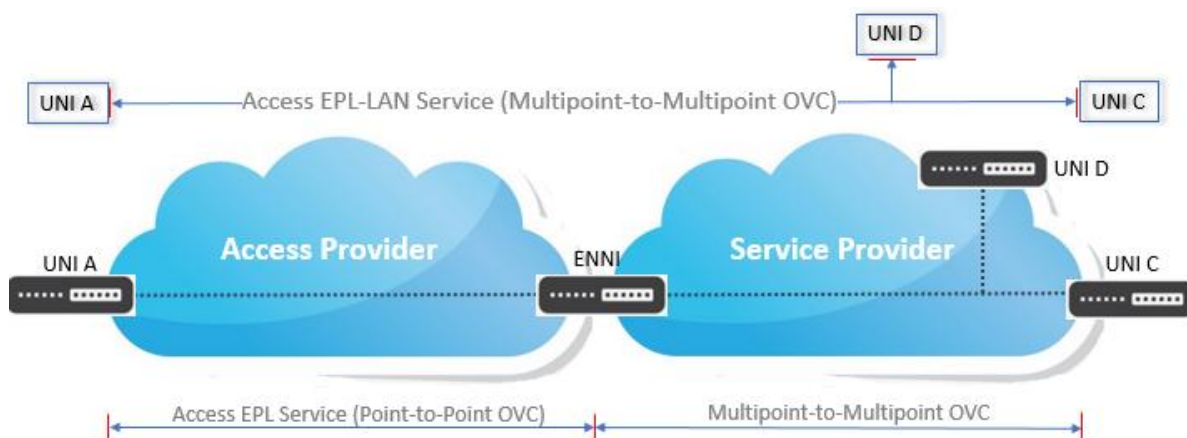 UNI D
UNI A
Access EPL-LAN Service (Multipoint-to-Multipoint OVC)
UNI C
UNI D
Access Provider
Service Provider
UNI A
ENNI
UNI C
Access EPL Service (Point-to-Point OVC)
Multipoint-to-Multipoint OVC